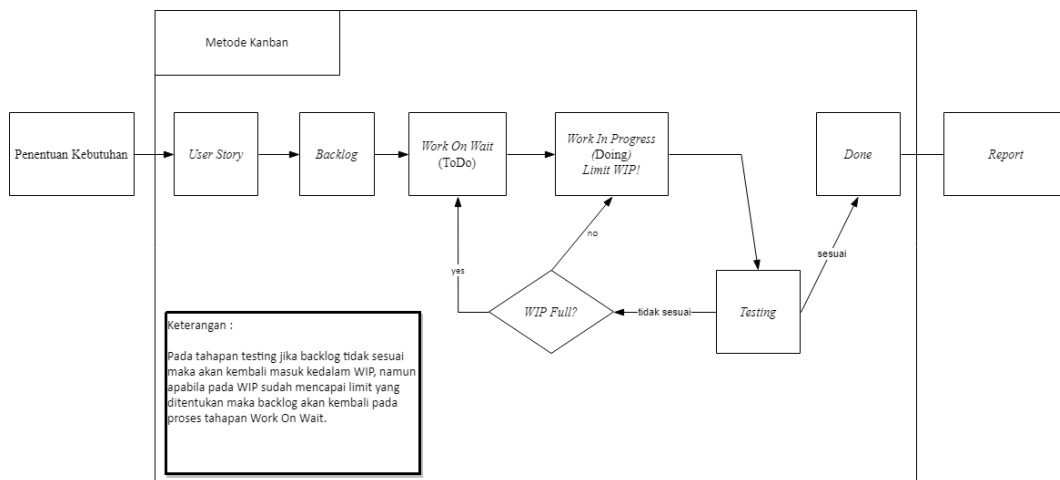 Metode Kanban
Penentuan Kebutuhan
User Story
Backlog
Work On Wait
(ToDo)
Work In Progress
(Doing)
Limit WIP!
Done
Report
no
yes
sesuai
WIP Full?
tidak sesuai
Testing
Keterangan :
Pada tahapan testing jika backlog tidak sesuai
maka akan kembali masuk kedalam WIP, namun
apabila pada WIP sudah mencapai limit yang
ditentukan maka backlog akan kembali pada
proses tahapan Work On Wait.